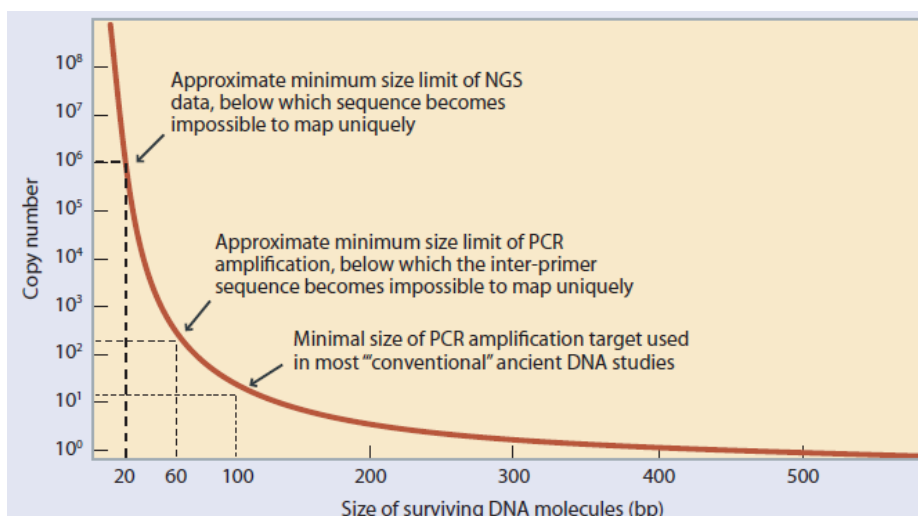 10⁸
10⁷
10⁶
10⁵
10⁴
10³
10²
10¹
10⁰
Copy number
Approximate minimum size limit of NGS
data, below which sequence becomes
impossible to map uniquely
Approximate minimum size limit of PCR
amplification, below which the inter-primer
sequence becomes impossible to map uniquely
Minimal size of PCR amplification target used
in most “‘conventional” ancient DNA studies
20 60 100 200 300 400 500
Size of surviving DNA molecules (bp)